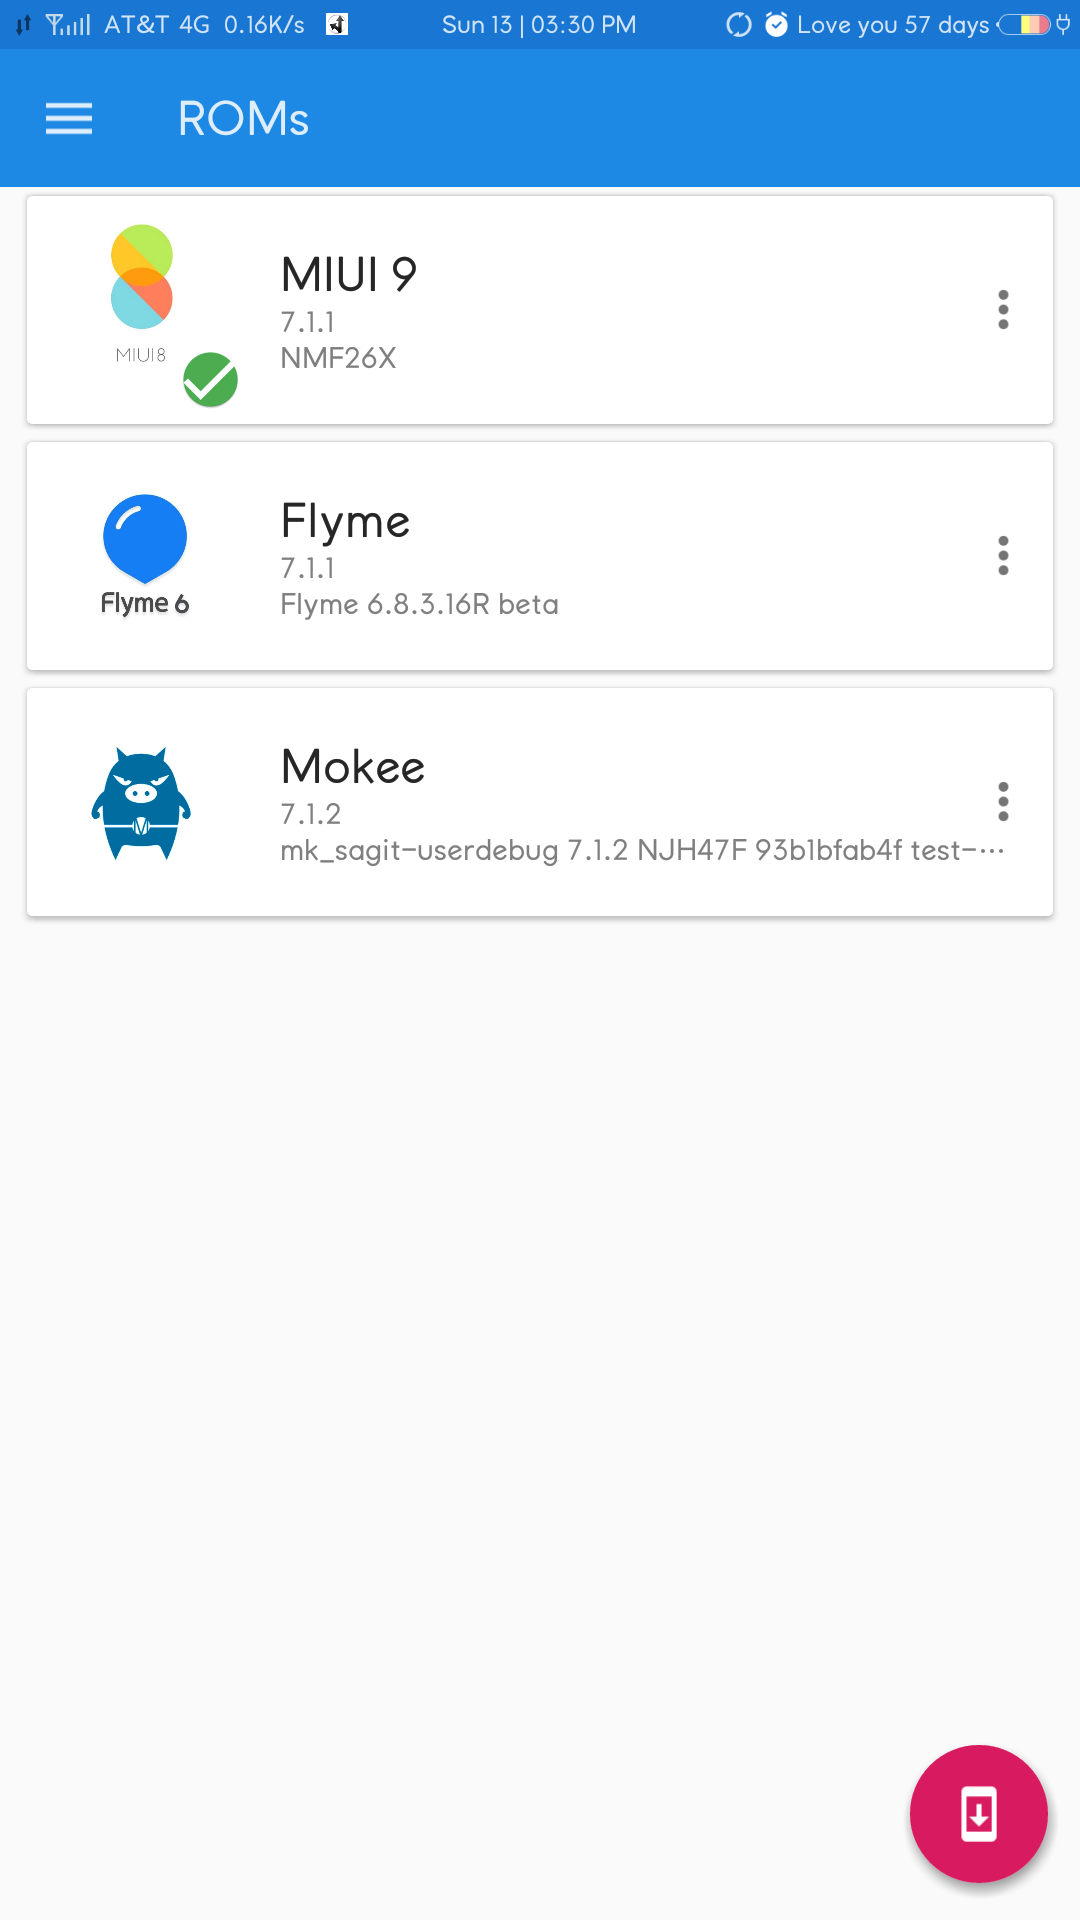 AT&T 4G 0.16K/s Sun 13 | 03:30 PM Love you 57 days
ROMs
MIUI 9
7.1.1
NMF26X
MIUI8
Flyme
7.1.1
Flyme 6.8.3.16R beta
Flyme 6
Mokee
7.1.2
mk_sagit-userdebug 7.1.2 NJH47F 93b1bfab4f test-···
M